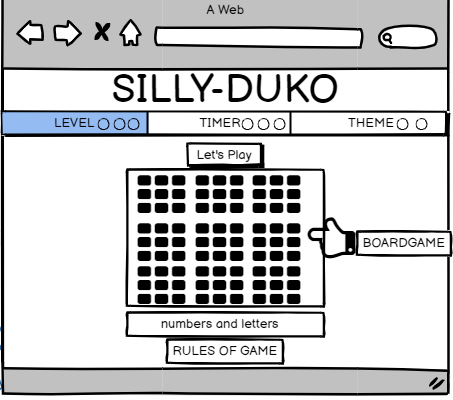 A Web
SILLY-DUKO
LEVEL TIMER THEME
Let's Play
BOARDGAME
numbers and letters
RULES OF GAME